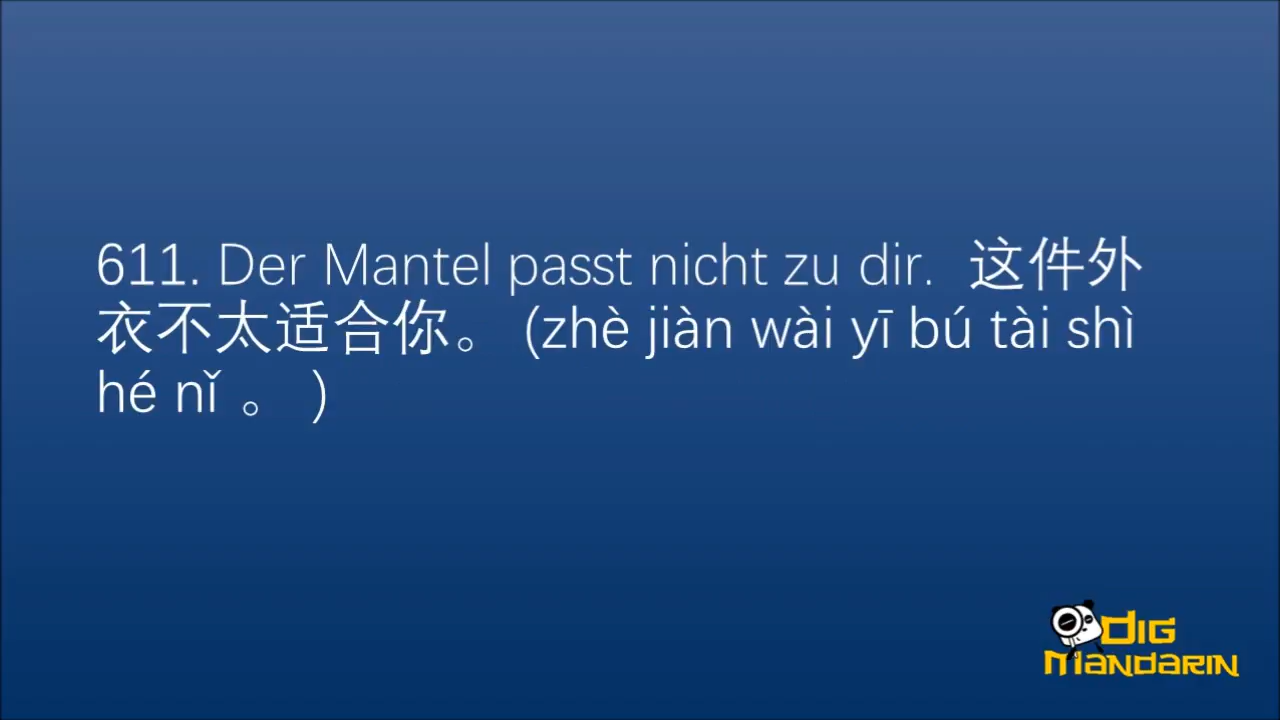 611. Der Mantel passt nicht zu dir. 这件外
衣不太适合你。 (zhè jiàn wài yī bú tài shì
hé nǐ 。 )
DIG
MANDARIN